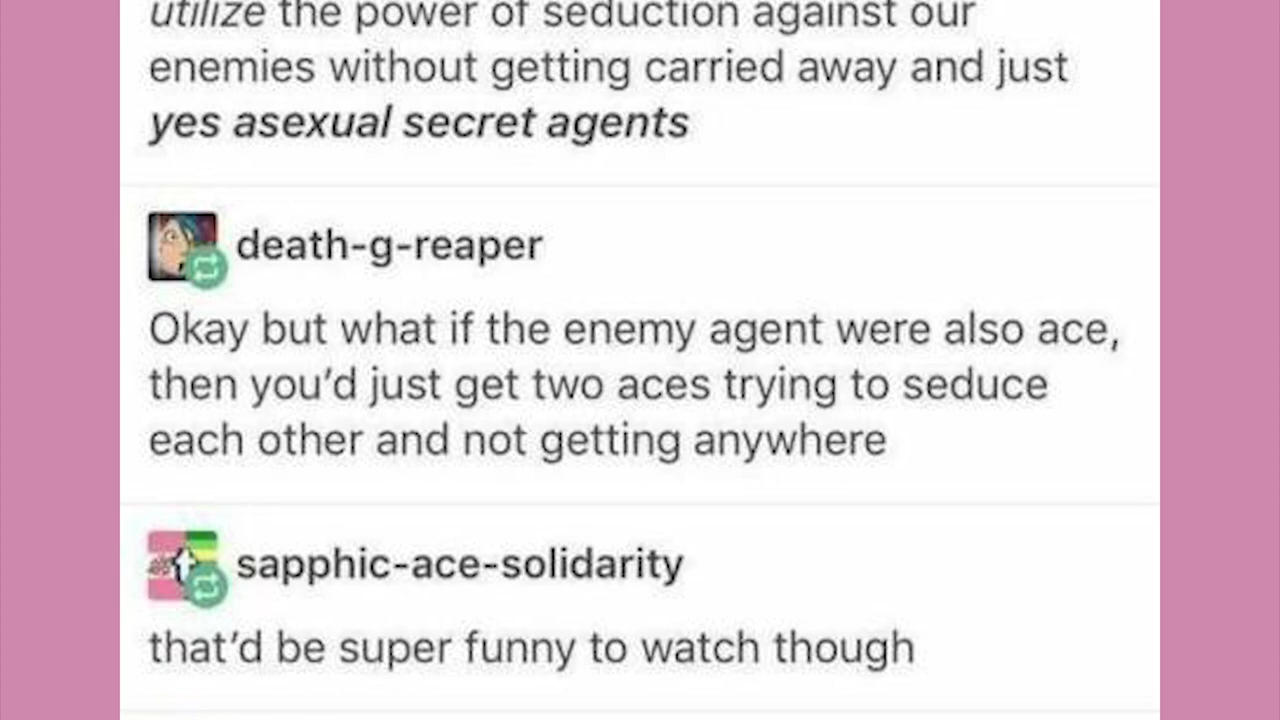 utilize the power of seduction against our
enemies without getting carried away and just
yes asexual secret agents
death-g-reaper
Okay but what if the enemy agent were also ace,
then you'd just get two aces trying to seduce
each other and not getting anywhere
sapphic-ace-solidarity
that'd be super funny to watch though